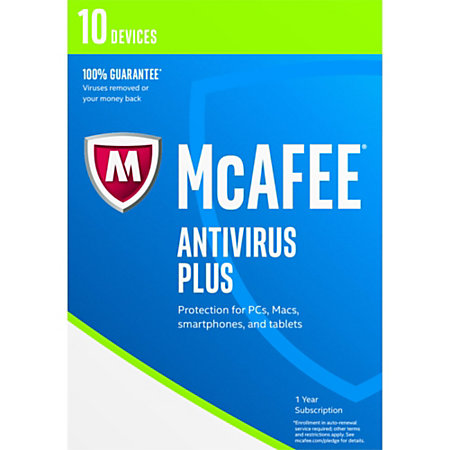 10 DEVICES
100% GUARANTEE*
Viruses removed or
your money back
M
McAFEE®
ANTIVIRUS
PLUS
Protection for PCs, Macs,
smartphones, and tablets
1 Year
Subscription
*Enrollment in auto-renewal
service required; other terms
and restrictions apply. See
mcafee.com/pledge for details.